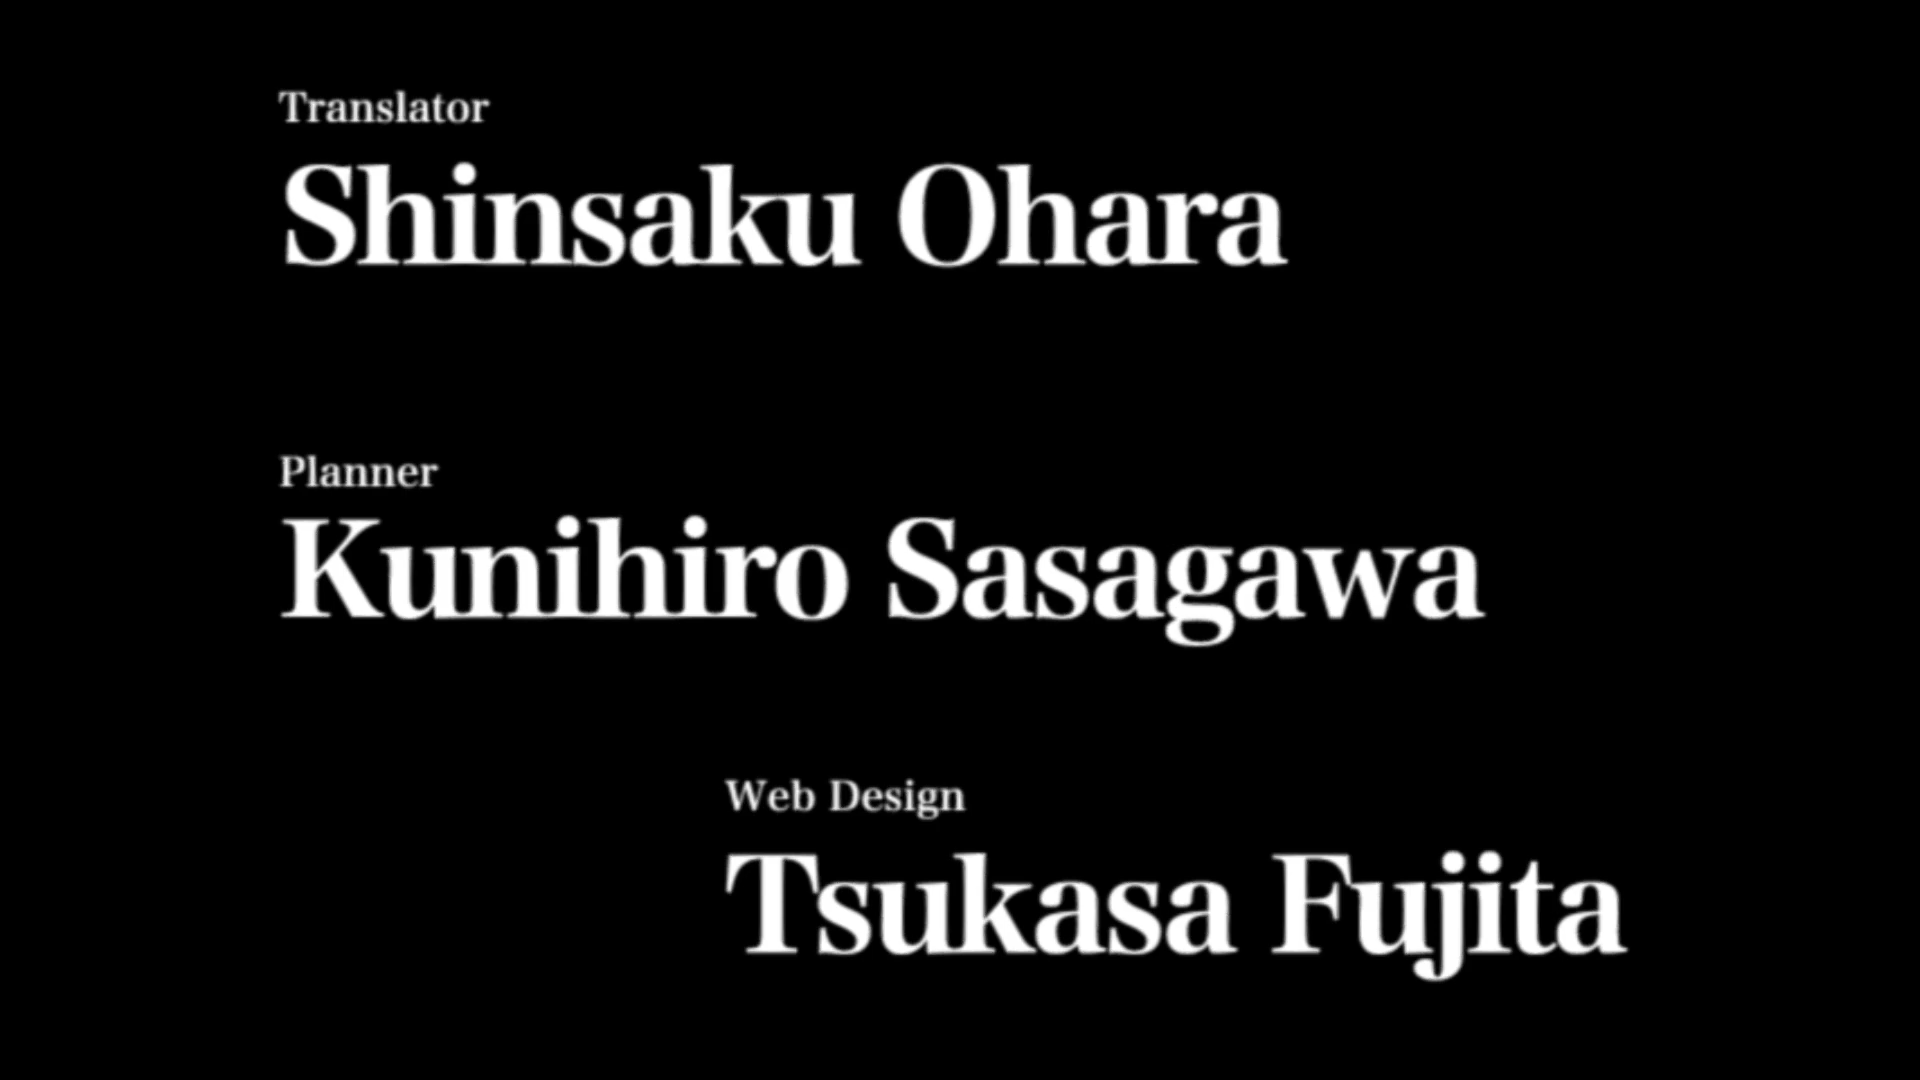 Translator
Shinsaku Ohara
Planner
Kunihiro Sasagawa
Web Design
Tsukasa Fujita